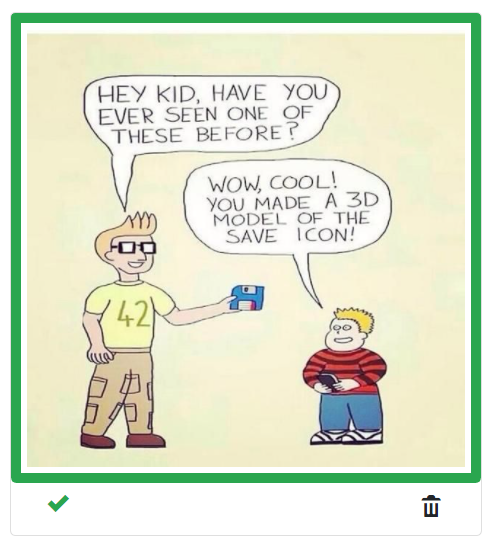 HEY KID, HAVE YOU
EVER SEEN ONE OF
THESE BEFORE?
WOW, COOL!
YOU MADE A 3D
MODEL OF THE
SAVE ICON!
42